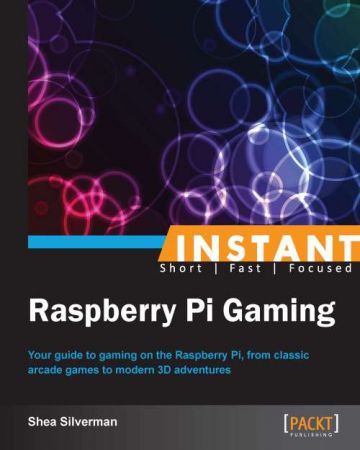 INSTANT
Short | Fast | Focused
Raspberry Pi Gaming
Your guide to gaming on the Raspberry Pi, from classic
arcade games to modern 3D adventures
Shea Silverman
[PACKT]
PUBLISHING